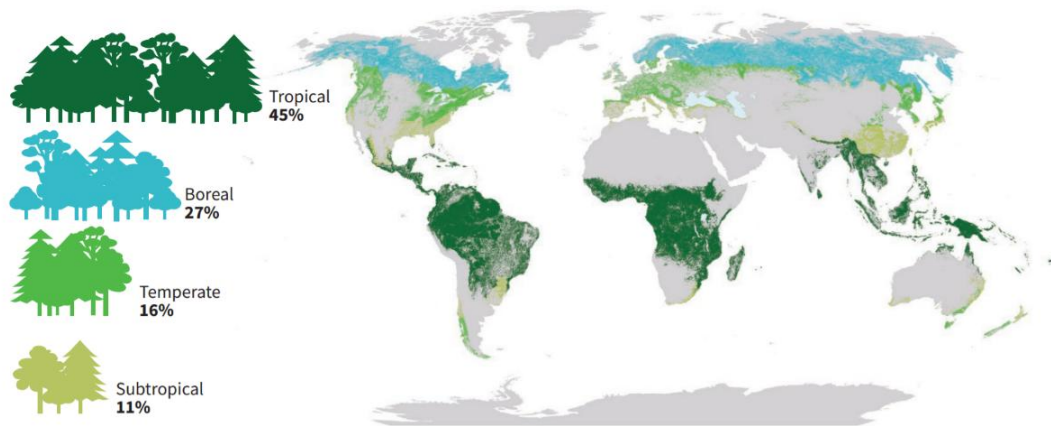 Tropical
45%
Boreal
27%
Temperate
16%
Subtropical
11%